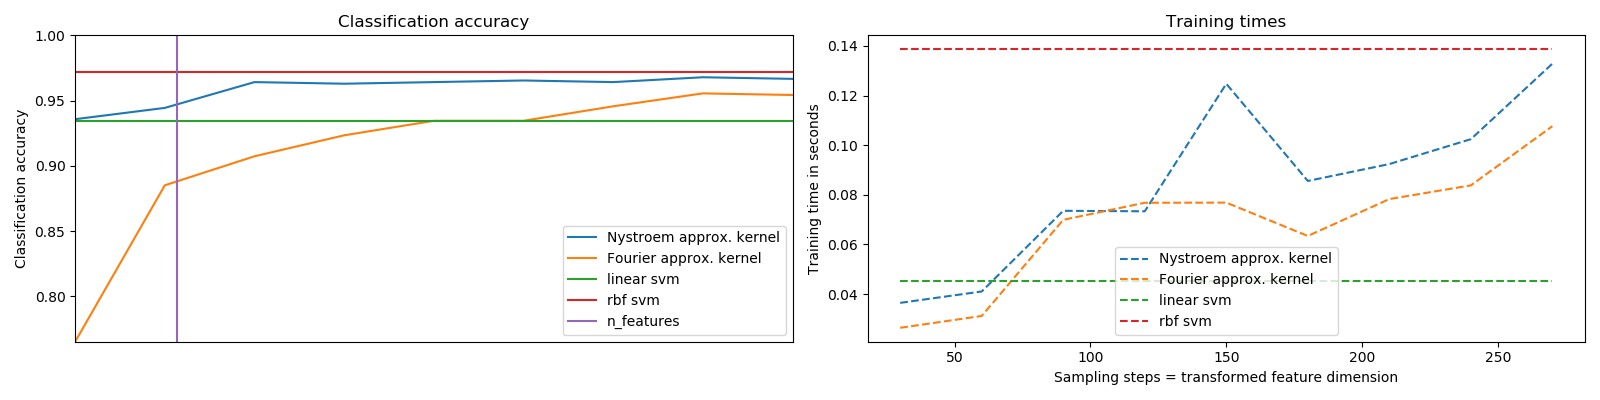 Classification accuracy
Classification accuracy
1.00
0.95
0.90
0.85
0.80
Nystroem approx. kernel
Fourier approx. kernel
linear svm
rbf svm
n_features
Training times
Training time in seconds
0.14
0.12
0.10
0.08
0.06
0.04
Nystroem approx. kernel
Fourier approx. kernel
linear svm
rbf svm
50
100
150
200
250
Sampling steps = transformed feature dimension